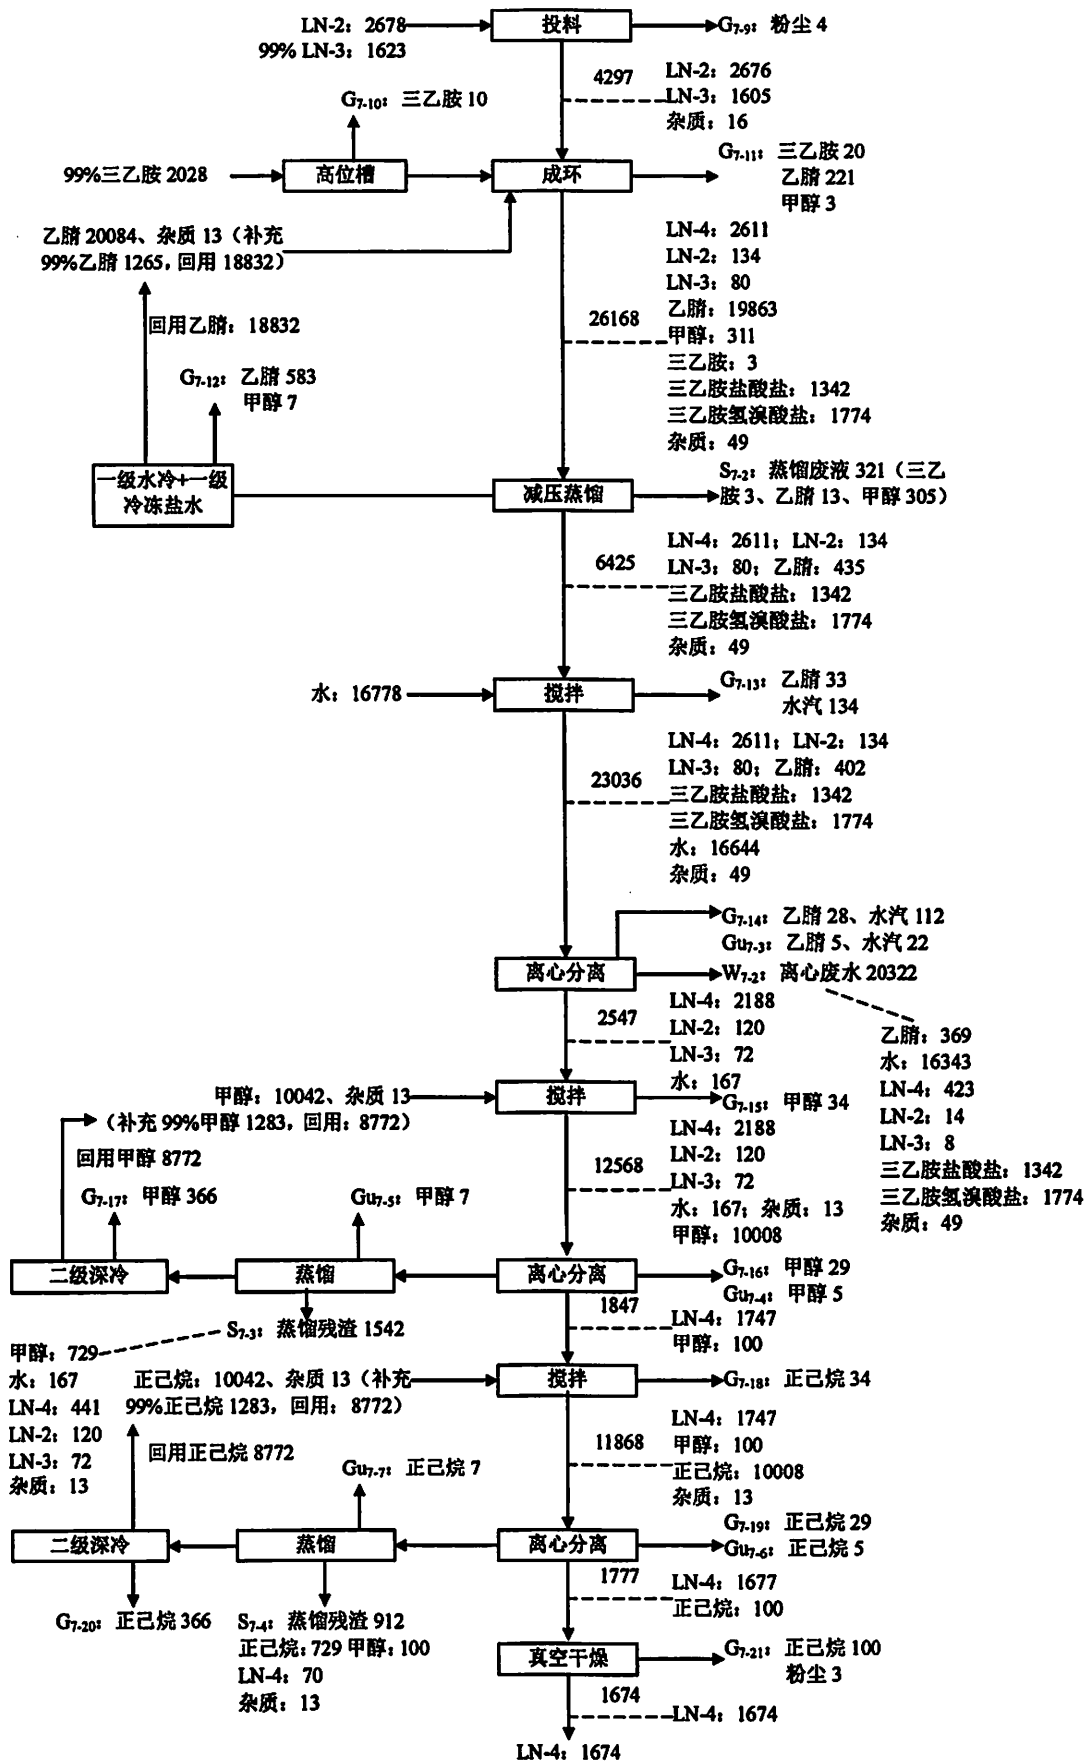 LN-2：2678
99% LN-3：1623
投料
G7-9：粉尘 4
4297
LN-2：2676
LN-3：1605
杂质：16
G7-10：三乙胺 10
99%三乙胺 2028
高位槽
成环
G7-11：三乙胺 20
乙腈 221
甲醇 3
乙腈 20084、杂质 13（补充
99%乙腈 1265，回用 18832）
26168
LN-4：2611
LN-2：134
LN-3：80
乙腈：19863
甲醇：311
三乙胺：3
三乙胺盐酸盐：1342
三乙胺氢溴酸盐：1774
杂质：49
回用乙腈：18832
G7-12：乙腈 583
甲醇 7
一级水冷+一级
冷冻盐水
减压蒸馏
S7-2：蒸馏废液 321（三乙
胺 3、乙腈 13、甲醇 305）
6425
LN-4：2611；LN-2：134
LN-3：80；乙腈：435
三乙胺盐酸盐：1342
三乙胺氢溴酸盐：1774
杂质：49
水：16778
搅拌
G7-13：乙腈 33
水汽 134
23036
LN-4：2611；LN-2：134
LN-3：80；乙腈：402
三乙胺盐酸盐：1342
三乙胺氢溴酸盐：1774
水：16644
杂质：49
G7-14：乙腈 28、水汽 112
Gu7-3：乙腈 5、水汽 22
离心分离
W7-2：离心废水 20322
乙腈：369
水：16343
LN-4：423
LN-2：14
LN-3：8
三乙胺盐酸盐：1342
三乙胺氢溴酸盐：1774
杂质：49
2547
LN-4：2188
LN-2：120
LN-3：72
水：167
甲醇：10042、杂质 13
（补充 99%甲醇 1283，回用：8772）
搅拌
G7-15：甲醇 34
12568
LN-4：2188
LN-2：120
LN-3：72
水：167；杂质：13
甲醇：10008
回用甲醇 8772
G7-17：甲醇 366
Gu7-5：甲醇 7
二级深冷
蒸馏
离心分离
G7-16：甲醇 29
Gu7-4：甲醇 5
S7-3：蒸馏残渣 1542
甲醇：729
水：167
LN-4：441
LN-2：120
LN-3：72
杂质：13
1847
LN-4：1747
甲醇：100
正己烷：10042、杂质 13（补充
99%正己烷 1283，回用：8772）
搅拌
G7-18：正己烷 34
11868
LN-4：1747
甲醇：100
正己烷：10008
杂质：13
回用正己烷 8772
Gu7-7：正己烷 7
二级深冷
蒸馏
离心分离
G7-19：正己烷 29
Gu7-6：正己烷 5
G7-20：正己烷 366
S7-4：蒸馏残渣 912
正己烷：729 甲醇：100
LN-4：70
杂质：13
1777
LN-4：1677
正己烷：100
真空干燥
G7-21：正己烷 100
粉尘 3
1674
LN-4：1674
LN-4：1674